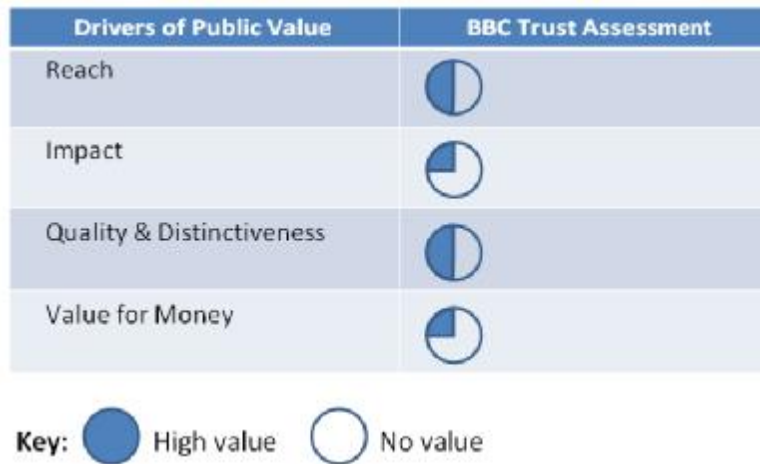 Drivers of Public Value BBC Trust Assessment
Reach
Impact
Quality & Distinctiveness
Value for Money
Key: High value No value